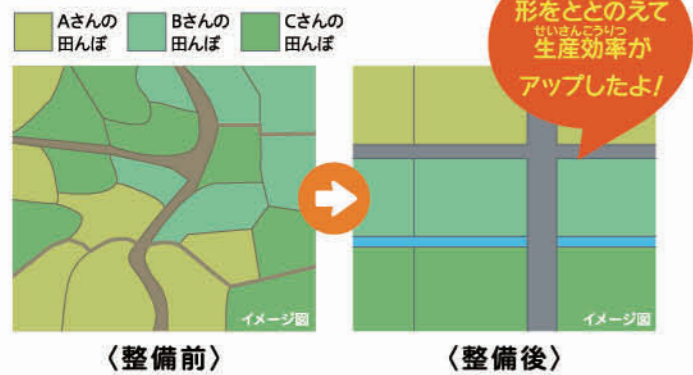 Aさんの
田んぼ
Bさんの
田んぼ
Cさんの
田んぼ
形をととのえて
せいさんこうりつ
生産効率が
アップしたよ!
イメージ図
イメージ図
〈整備前〉
〈整備後〉